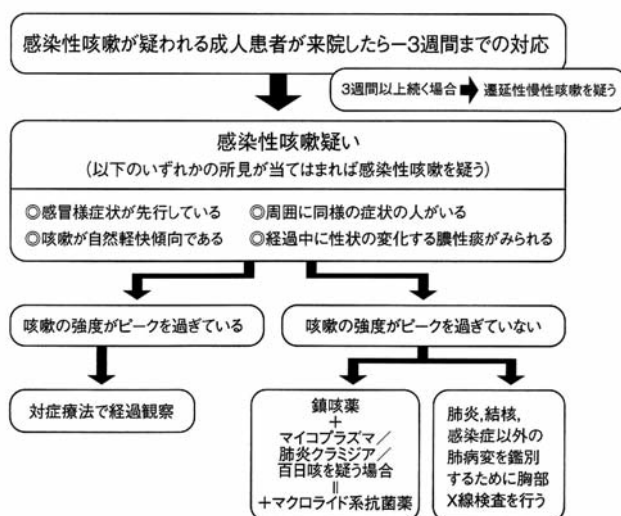 感染性咳嗽が疑われる成人患者が来院したらー3週間までの対応
3週間以上続く場合 ➡ 遷延性慢性咳嗽を疑う
感染性咳嗽疑い
(以下のいずれかの所見が当てはまれば感染性咳嗽を疑う)
◎感冒様症状が先行している ◎周囲に同様の症状の人がいる
◎咳嗽が自然軽快傾向である ◎経過中に性状の変化する膿性痰がみられる
咳嗽の強度がピークを過ぎている
咳嗽の強度がピークを過ぎていない
対症療法で経過観察
鎮咳薬
+
マイコプラズマ/
肺炎クラミジア/
百日咳を疑う場合
||
+マクロライド系抗菌薬
肺炎,結核,
感染症以外の
肺病変を鑑別
するために胸部
X線検査を行う